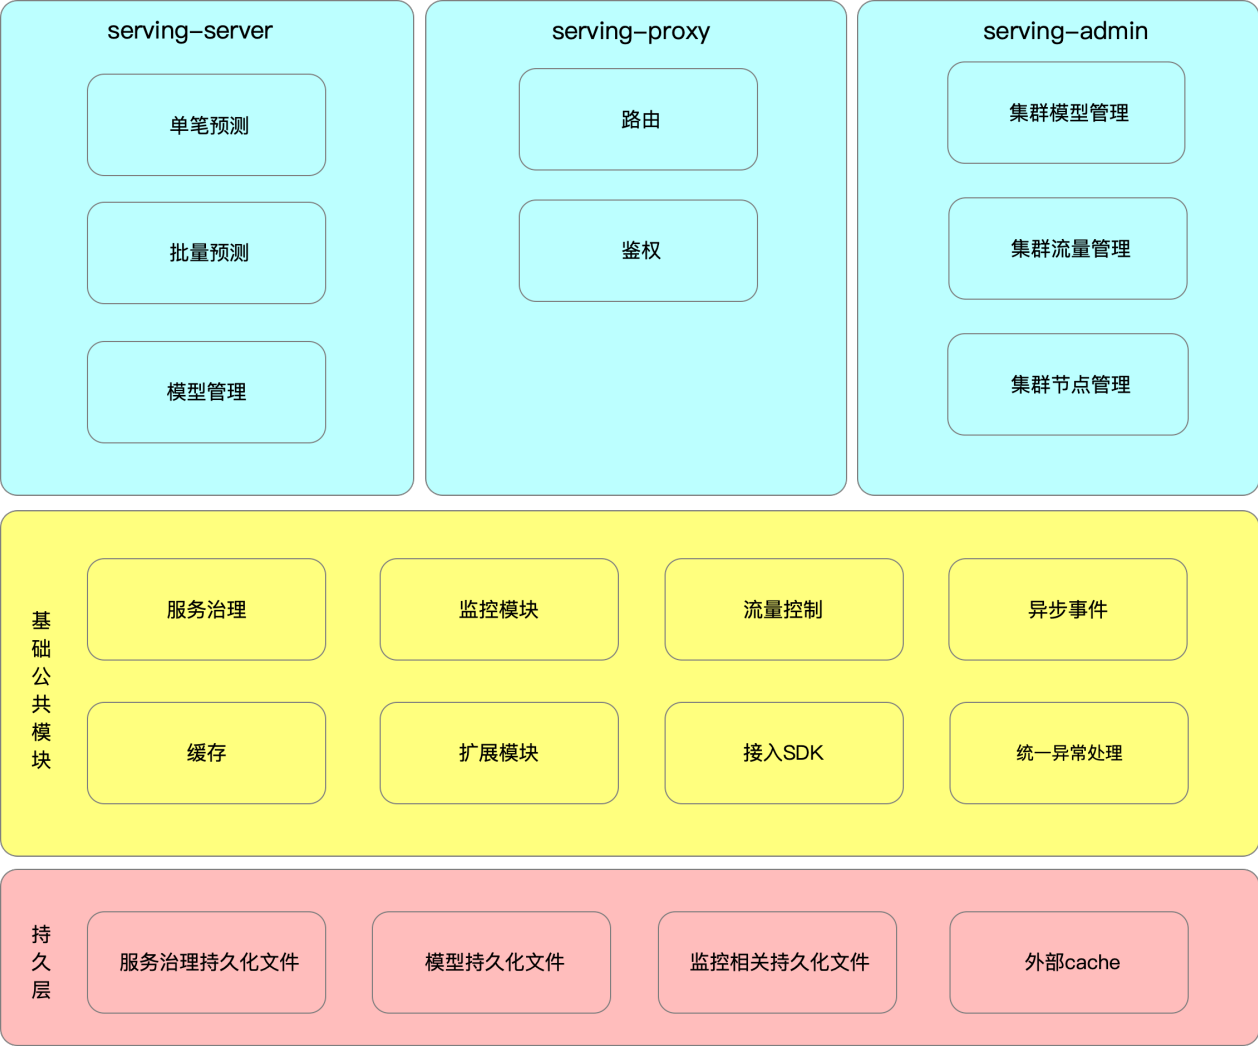 serving-server
单笔预测
批量预测
模型管理
serving-proxy
路由
鉴权
serving-admin
集群模型管理
集群流量管理
集群节点管理
基础公共模块
服务治理
监控模块
流量控制
异步事件
缓存
扩展模块
接入SDK
统一异常处理
持久层
服务治理持久化文件
模型持久化文件
监控相关持久化文件
外部cache